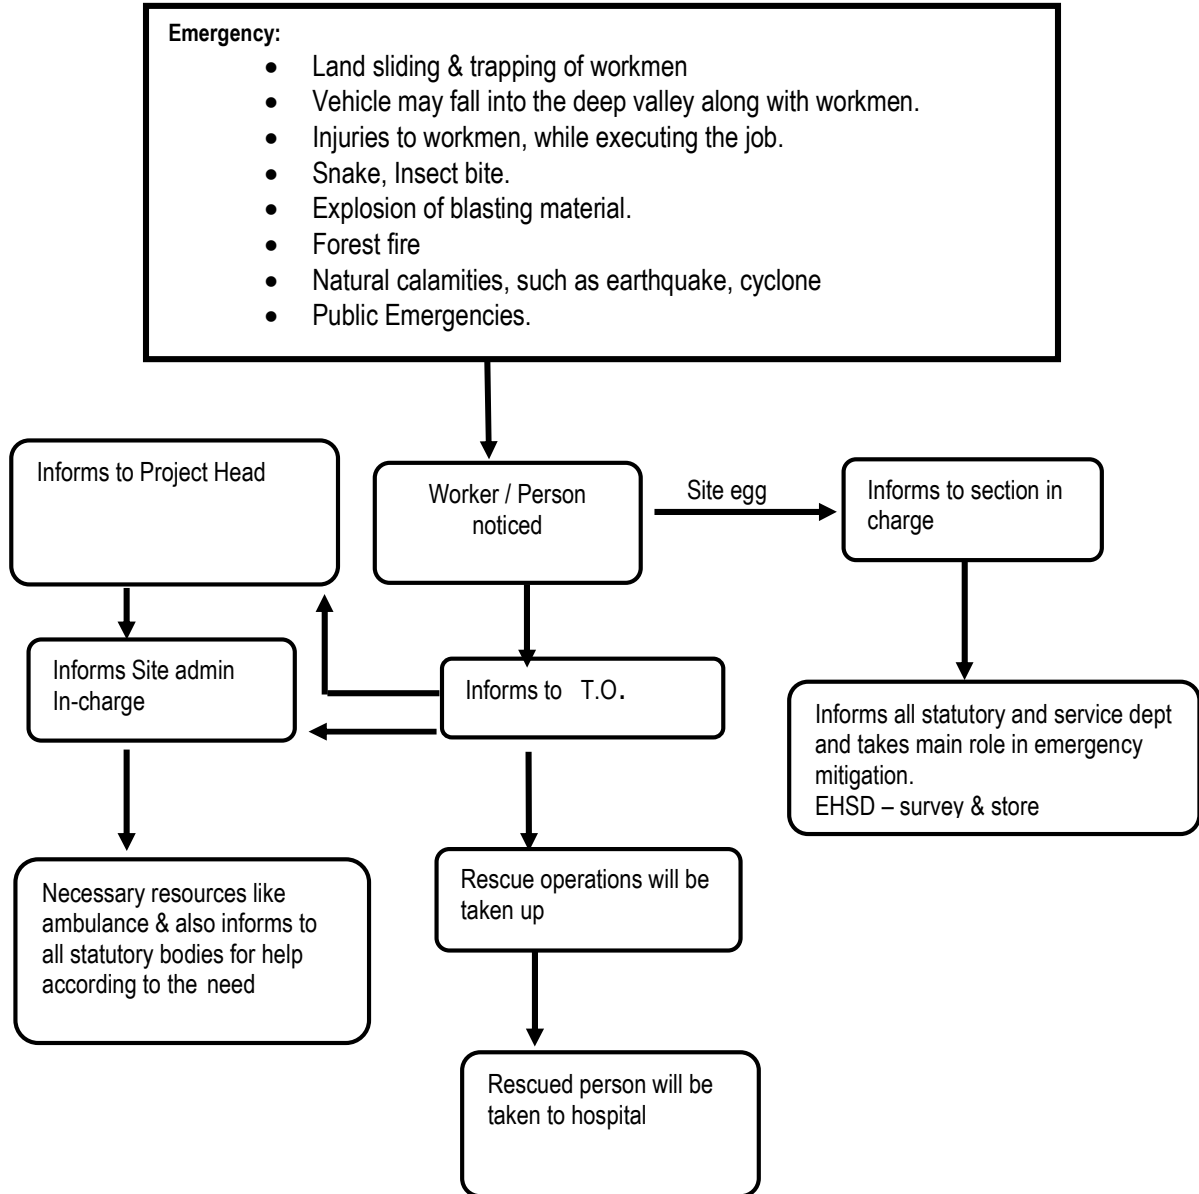 Emergency:
• Land sliding & trapping of workmen
• Vehicle may fall into the deep valley along with workmen.
• Injuries to workmen, while executing the job.
• Snake, Insect bite.
• Explosion of blasting material.
• Forest fire
• Natural calamities, such as earthquake, cyclone
• Public Emergencies.
Informs to Project Head
Worker / Person
noticed
Site egg
Informs to section in
charge
Informs Site admin
In-charge
Informs to T.O.
Informs all statutory and service dept
and takes main role in emergency
mitigation.
EHSD – survey & store
Necessary resources like
ambulance & also informs to
all statutory bodies for help
according to the need
Rescue operations will be
taken up
Rescued person will be
taken to hospital